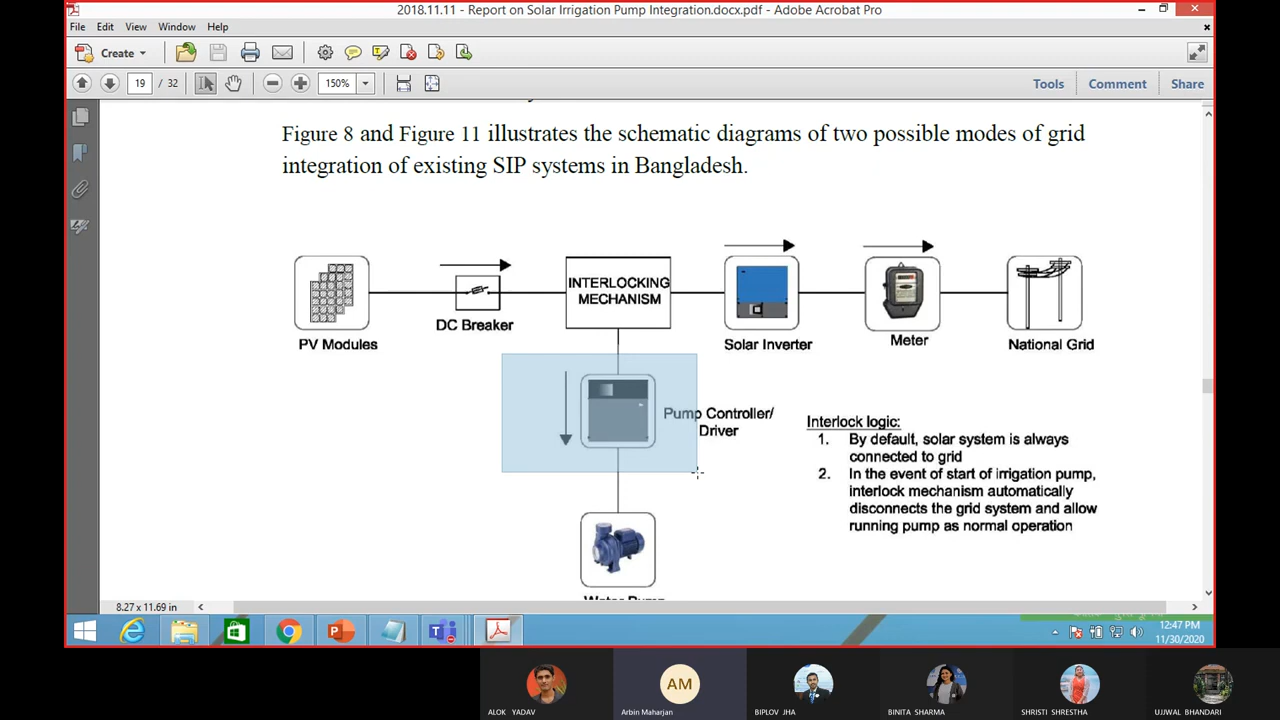 2018.11.11 - Report on Solar Irrigation Pump Integration.docx.pdf - Adobe Acrobat Pro
File Edit View Window Help
Create
19 / 32 150% Tools Comment Share
Figure 8 and Figure 11 illustrates the schematic diagrams of two possible modes of grid
integration of existing SIP systems in Bangladesh.
INTERLOCKING
MECHANISM
DC Breaker
PV Modules
Solar Inverter
Meter
National Grid
Pump Controller/
Driver
Interlock logic:
1. By default, solar system is always
connected to grid
2. In the event of start of irrigation pump,
interlock mechanism automatically
disconnects the grid system and allow
running pump as normal operation
Water Pump
8.27 x 11.69 in
12:47 PM
11/30/2020
AM
ALOK YADAV
Arbin Maharjan
BIPLOV JHA
BINITA SHARMA
SHRISTI SHRESTHA
UJJWAL BHANDARI